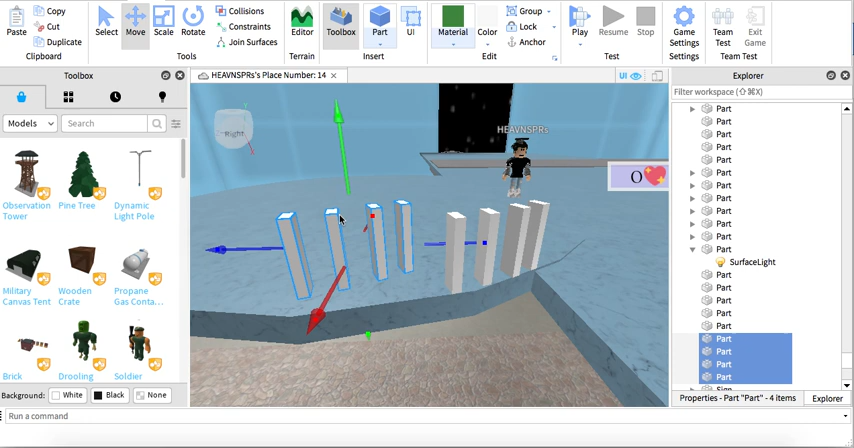 Copy
Cut
Duplicate
Paste
Clipboard
Select
Move
Scale
Rotate
Collisions
Constraints
Join Surfaces
Tools
Editor
Terrain
Toolbox
Part
UI
Insert
Material
Color
Group
Lock
Anchor
Edit
Play
Resume
Stop
Test
Game
Settings
Settings
Team
Test
Exit
Game
Team Test
Toolbox
Models
Search
Observation
Tower
Pine Tree
Dynamic
Light Pole
Military
Canvas Tent
Wooden
Crate
Propane
Gas Conta...
Brick
Drooling
Soldier
Background:
White
Black
None
HEAVNSPRs's Place Number: 14
UI
Right
HEAVNSPRs
O
Explorer
Filter workspace (⇧⌘X)
Part
Part
Part
Part
Part
Part
Part
Part
Part
Part
Part
Part
SurfaceLight
Part
Part
Part
Part
Part
Part
Part
Part
Part
Properties - Part "Part" - 4 items
Explorer
Run a command